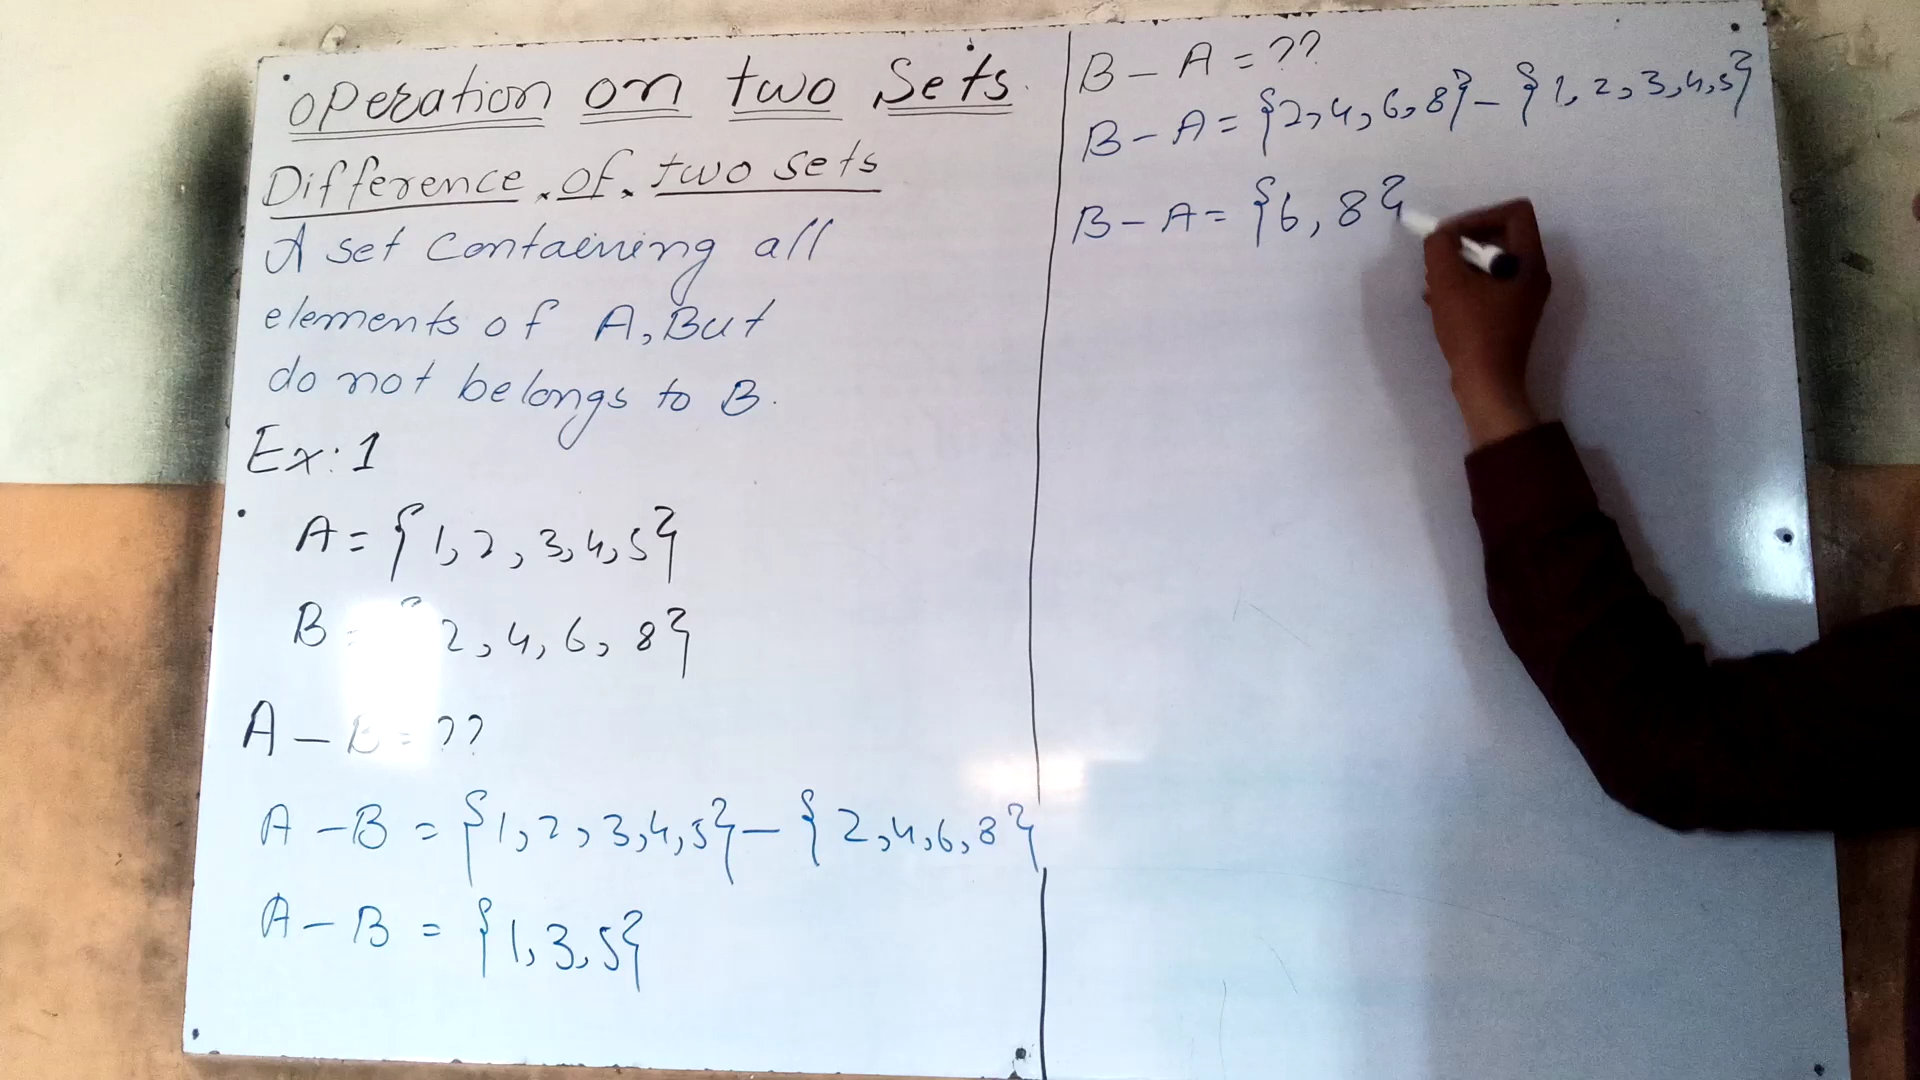 operation on two Sets.
Difference of two sets
A set containing all
elements of A, But
do not belongs to B.
Ex: 1
A = {1, 2, 3, 4, 5}
B = { 2, 4, 6, 8}
A - B = ??
A - B = {1, 2, 3, 4, 5} - { 2, 4, 6, 8}
A - B = {1, 3, 5}
B - A = ??
B - A = {2, 4, 6, 8} - {1, 2, 3, 4, 5}
B - A = {6, 8}